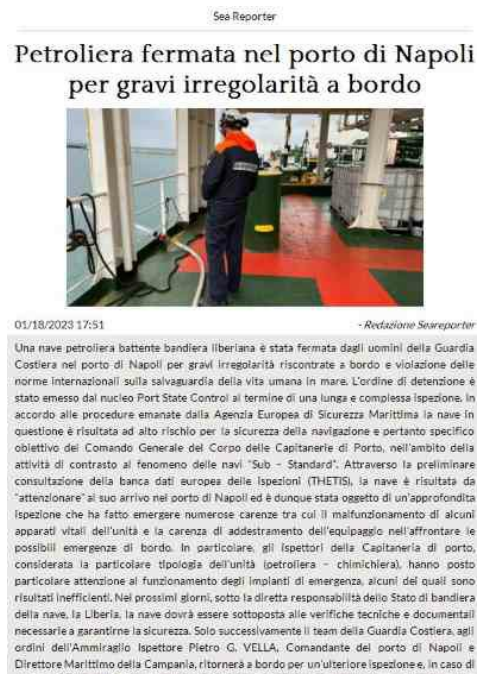 Sea Reporter
Petroliera fermata nel porto di Napoli
per gravi irregolarità a bordo
01/18/2023 17:51
- Redazione Seareporter
Una nave petroliera battente bandiera liberiana è stata fermata dagli uomini della Guardia
Costiera nel porto di Napoli per gravi irregolarità riscontrate a bordo e violazione delle
norme internazionali sulla salvaguardia della vita umana in mare. L'ordine di detenzione è
stato emesso dal nucleo Port State Control al termine di una lunga e complessa ispezione. In
accordo alle procedure emanate dalla Agenzia Europea di Sicurezza Marittima la nave in
questione è risultata ad alto rischio per la sicurezza della navigazione e pertanto specifico
obiettivo del Comando Generale del Corpo delle Capitanerie di Porto, nell'ambito della
attività di contrasto al fenomeno delle navi "Sub – Standard". Attraverso la preliminare
consultazione della banca dati europea delle ispezioni (THETIS), la nave è risultata da
"attenzionare" al suo arrivo nel porto di Napoli ed è dunque stata oggetto di un'approfondita
ispezione che ha fatto emergere numerose carenze tra cui il malfunzionamento di alcuni
apparati vitali dell'unità e la carenza di addestramento dell'equipaggio nell'affrontare le
possibili emergenze di bordo. In particolare, gli ispettori della Capitaneria di porto,
considerata la particolare tipologia dell'unità (petroliera – chimichiera), hanno posto
particolare attenzione al funzionamento degli impianti di emergenza, alcuni dei quali sono
risultati inefficienti. Nei prossimi giorni, sotto la diretta responsabilità dello Stato di bandiera
della nave, la Liberia, la nave dovrà essere sottoposta alle verifiche tecniche e documentali
necessarie a garantirne la sicurezza. Solo successivamente il team della Guardia Costiera, agli
ordini dell'Ammiraglio Ispettore Pietro G. VELLA, Comandante del porto di Napoli e
Direttore Marittimo della Campania, ritornerà a bordo per un'ulteriore ispezione e, in caso di